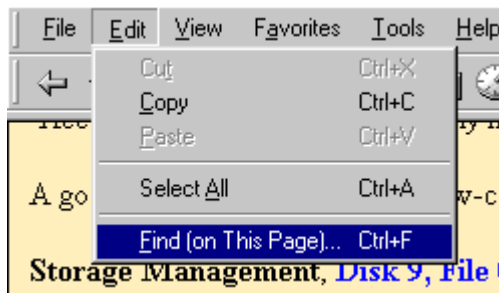 File Edit View Favorites Tools Help
Cut Ctrl+X
Copy Ctrl+C
Paste Ctrl+V
A go
Select All Ctrl+A
Find (on This Page)... Ctrl+F
Storage Management, Disk 9, File